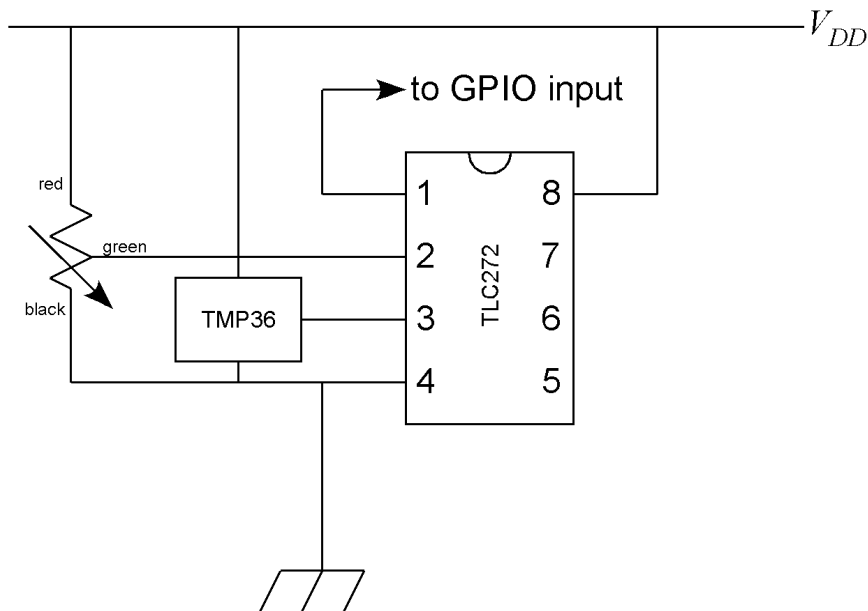 V_DD
to GPIO input
1
8
red
green
2
7
TLC272
black
TMP36
3
6
4
5